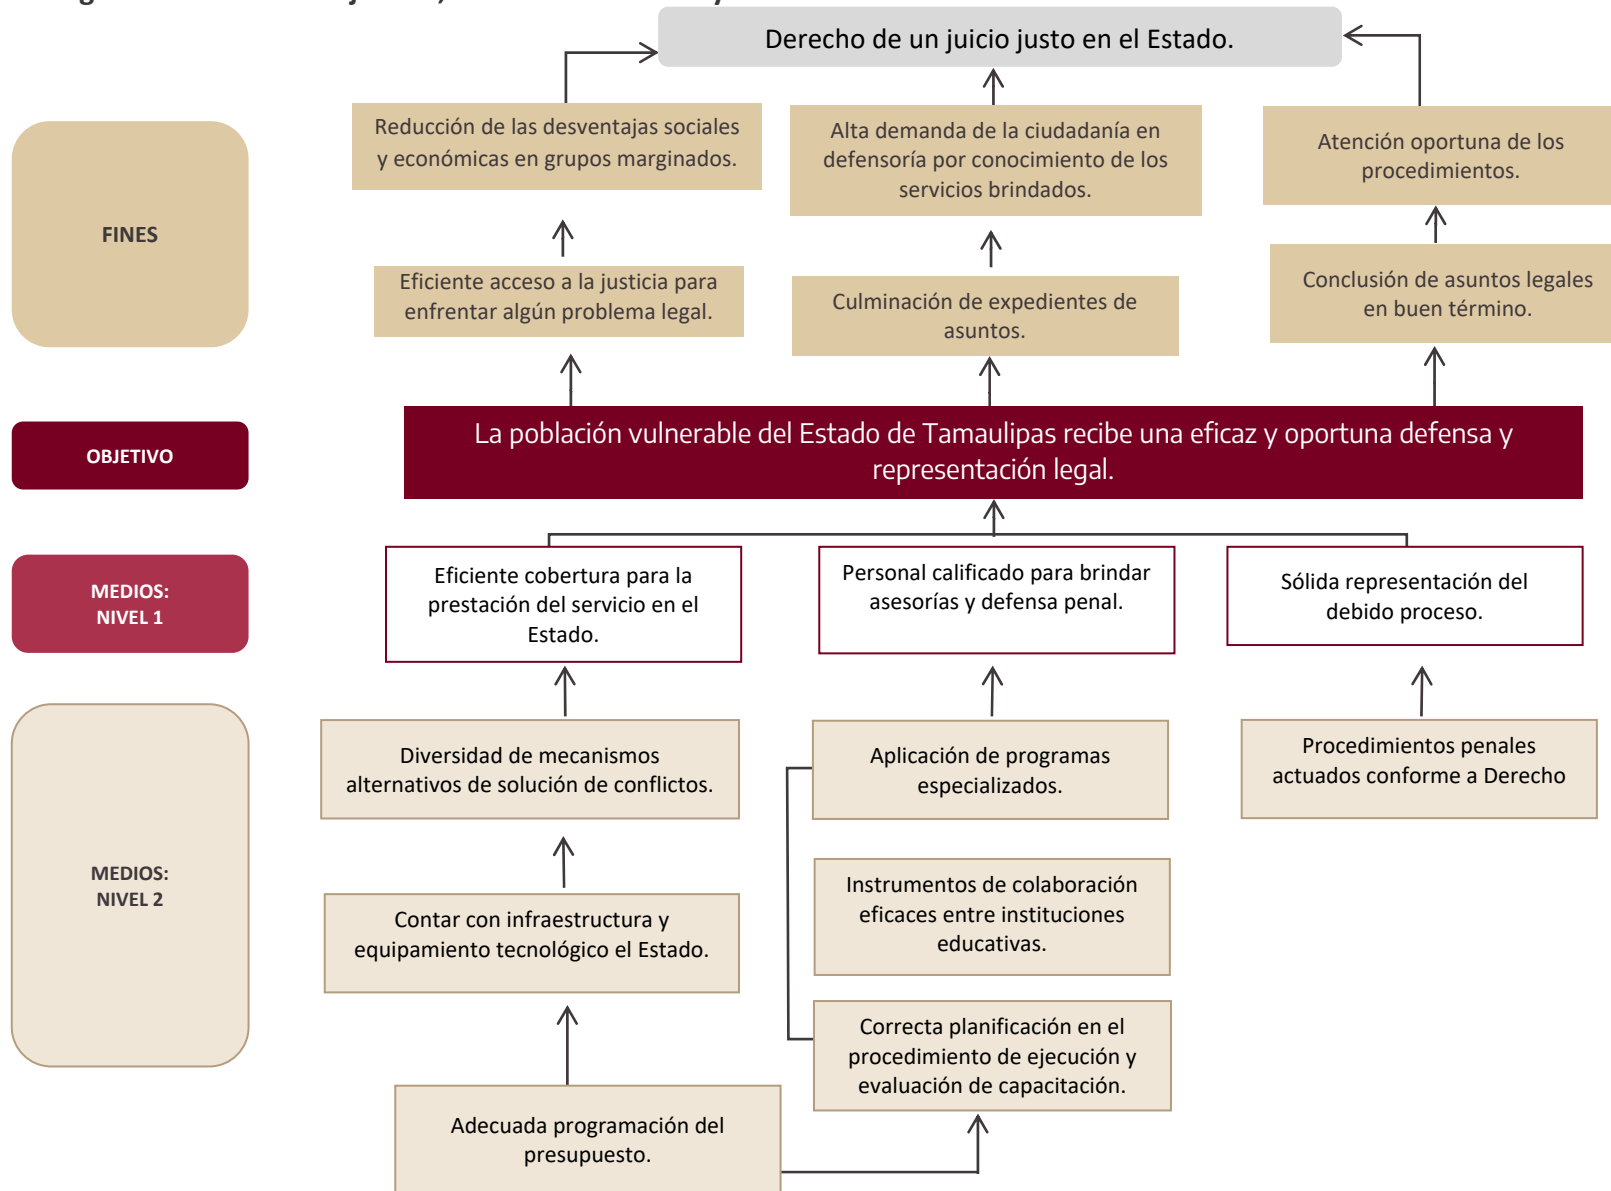 Derecho de un juicio justo en el Estado.
Reducción de las desventajas sociales
y económicas en grupos marginados.
Alta demanda de la ciudadanía en
defensoría por conocimiento de los
servicios brindados.
Atención oportuna de los
procedimientos.
FINES
Eficiente acceso a la justicia para
enfrentar algún problema legal.
Culminación de expedientes de
asuntos.
Conclusión de asuntos legales
en buen término.
OBJETIVO
La población vulnerable del Estado de Tamaulipas recibe una eficaz y oportuna defensa y
representación legal.
MEDIOS:
NIVEL 1
Eficiente cobertura para la
prestación del servicio en el
Estado.
Personal calificado para brindar
asesorías y defensa penal.
Sólida representación del
debido proceso.
MEDIOS:
NIVEL 2
Diversidad de mecanismos
alternativos de solución de conflictos.
Aplicación de programas
especializados.
Procedimientos penales
actuados conforme a Derecho
Contar con infraestructura y
equipamiento tecnológico el Estado.
Instrumentos de colaboración
eficaces entre instituciones
educativas.
Correcta planificación en el
procedimiento de ejecución y
evaluación de capacitación.
Adecuada programación del
presupuesto.